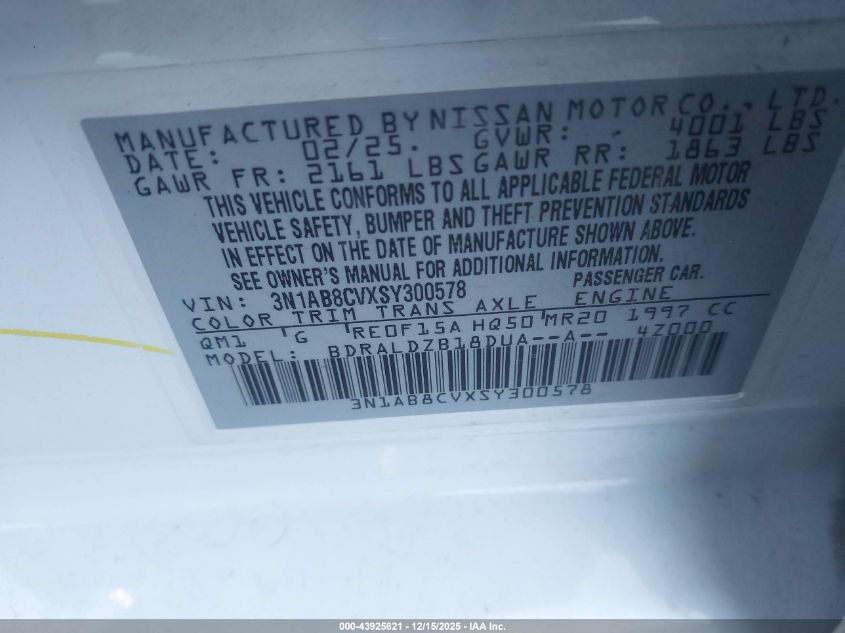 MANUFACTURED BY NISSAN MOTOR CO., LTD.
DATE: 02/25. GVWR: 4001 LBS
GAWR FR: 2161 LBS GAWR RR: 1863 LBS
THIS VEHICLE CONFORMS TO ALL APPLICABLE FEDERAL MOTOR
VEHICLE SAFETY, BUMPER AND THEFT PREVENTION STANDARDS
IN EFFECT ON THE DATE OF MANUFACTURE SHOWN ABOVE.
SEE OWNER'S MANUAL FOR ADDITIONAL INFORMATION.
VIN: 3N1AB8CVXSY300578 PASSENGER CAR.
COLOR TRIM TRANS AXLE ENGINE
QM1 G RE0F15A HQ50 MR20 1997 CC
MODEL: BDRALDZB18DUA--A-- 4Z000
3N1AB8CVXSY300578
000-43925821 - 12/15/2025 - IAA Inc.